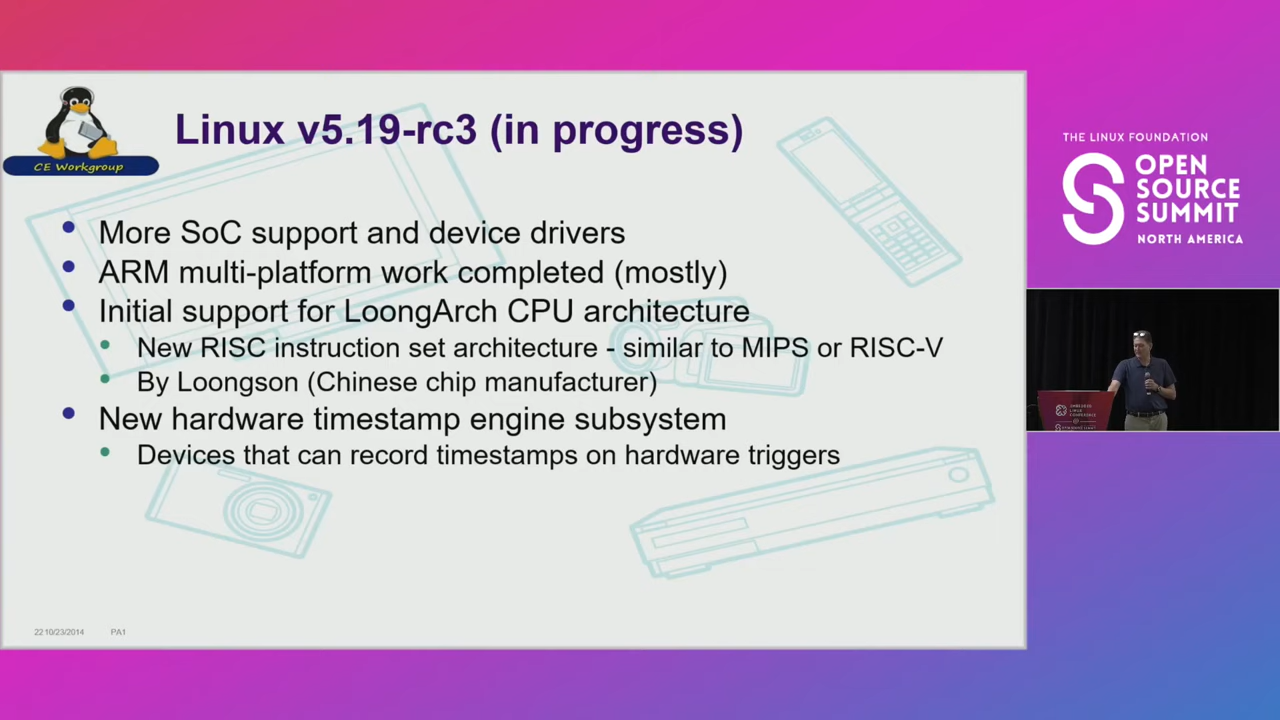 Linux v5.19-rc3 (in progress)
CE Workgroup
More SoC support and device drivers
ARM multi-platform work completed (mostly)
Initial support for LoongArch CPU architecture
New RISC instruction set architecture - similar to MIPS or RISC-V
By Loongson (Chinese chip manufacturer)
New hardware timestamp engine subsystem
Devices that can record timestamps on hardware triggers
22 10/23/2014 PA1
THE LINUX FOUNDATION
OPEN
SOURCE
SUMMIT
NORTH AMERICA
EMBEDDED
LINUX
CONFERENCE